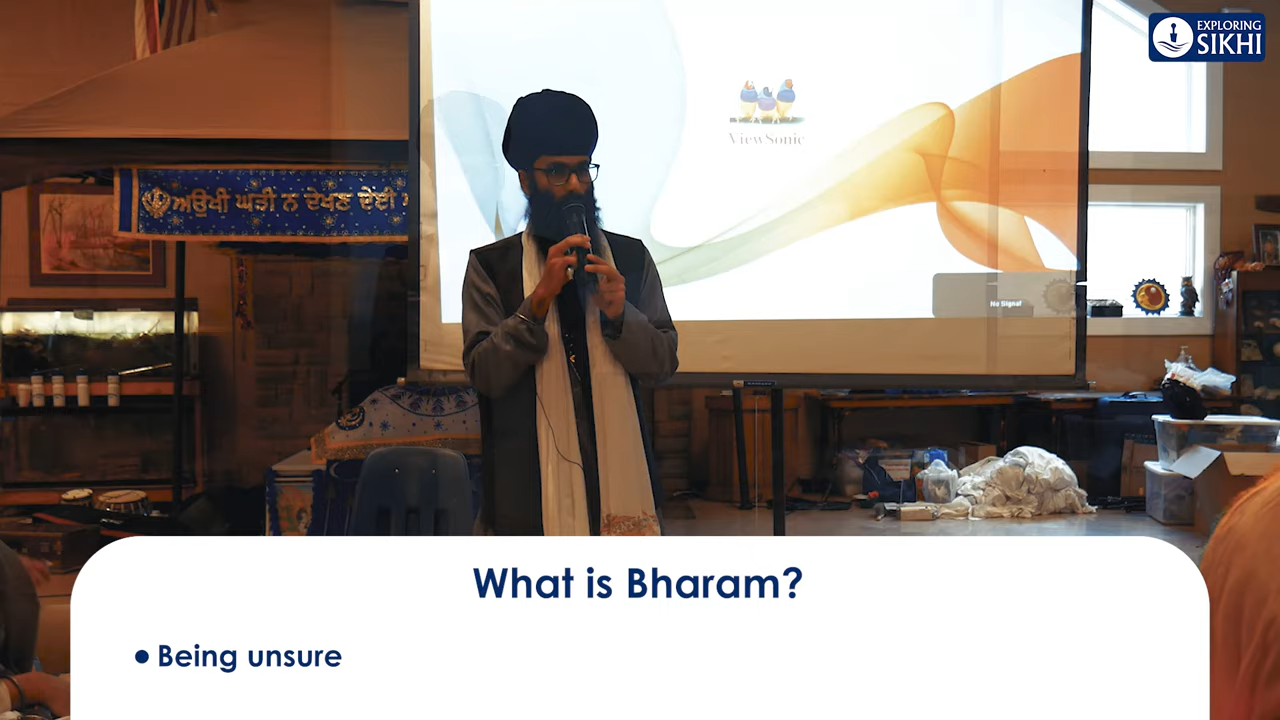 EXPLORING
SIKHI
ViewSonic
ਅਉਖੀ ਘੜੀ ਨ ਦੇਖਣ ਦੇਈ
No Signal
What is Bharam?
• Being unsure